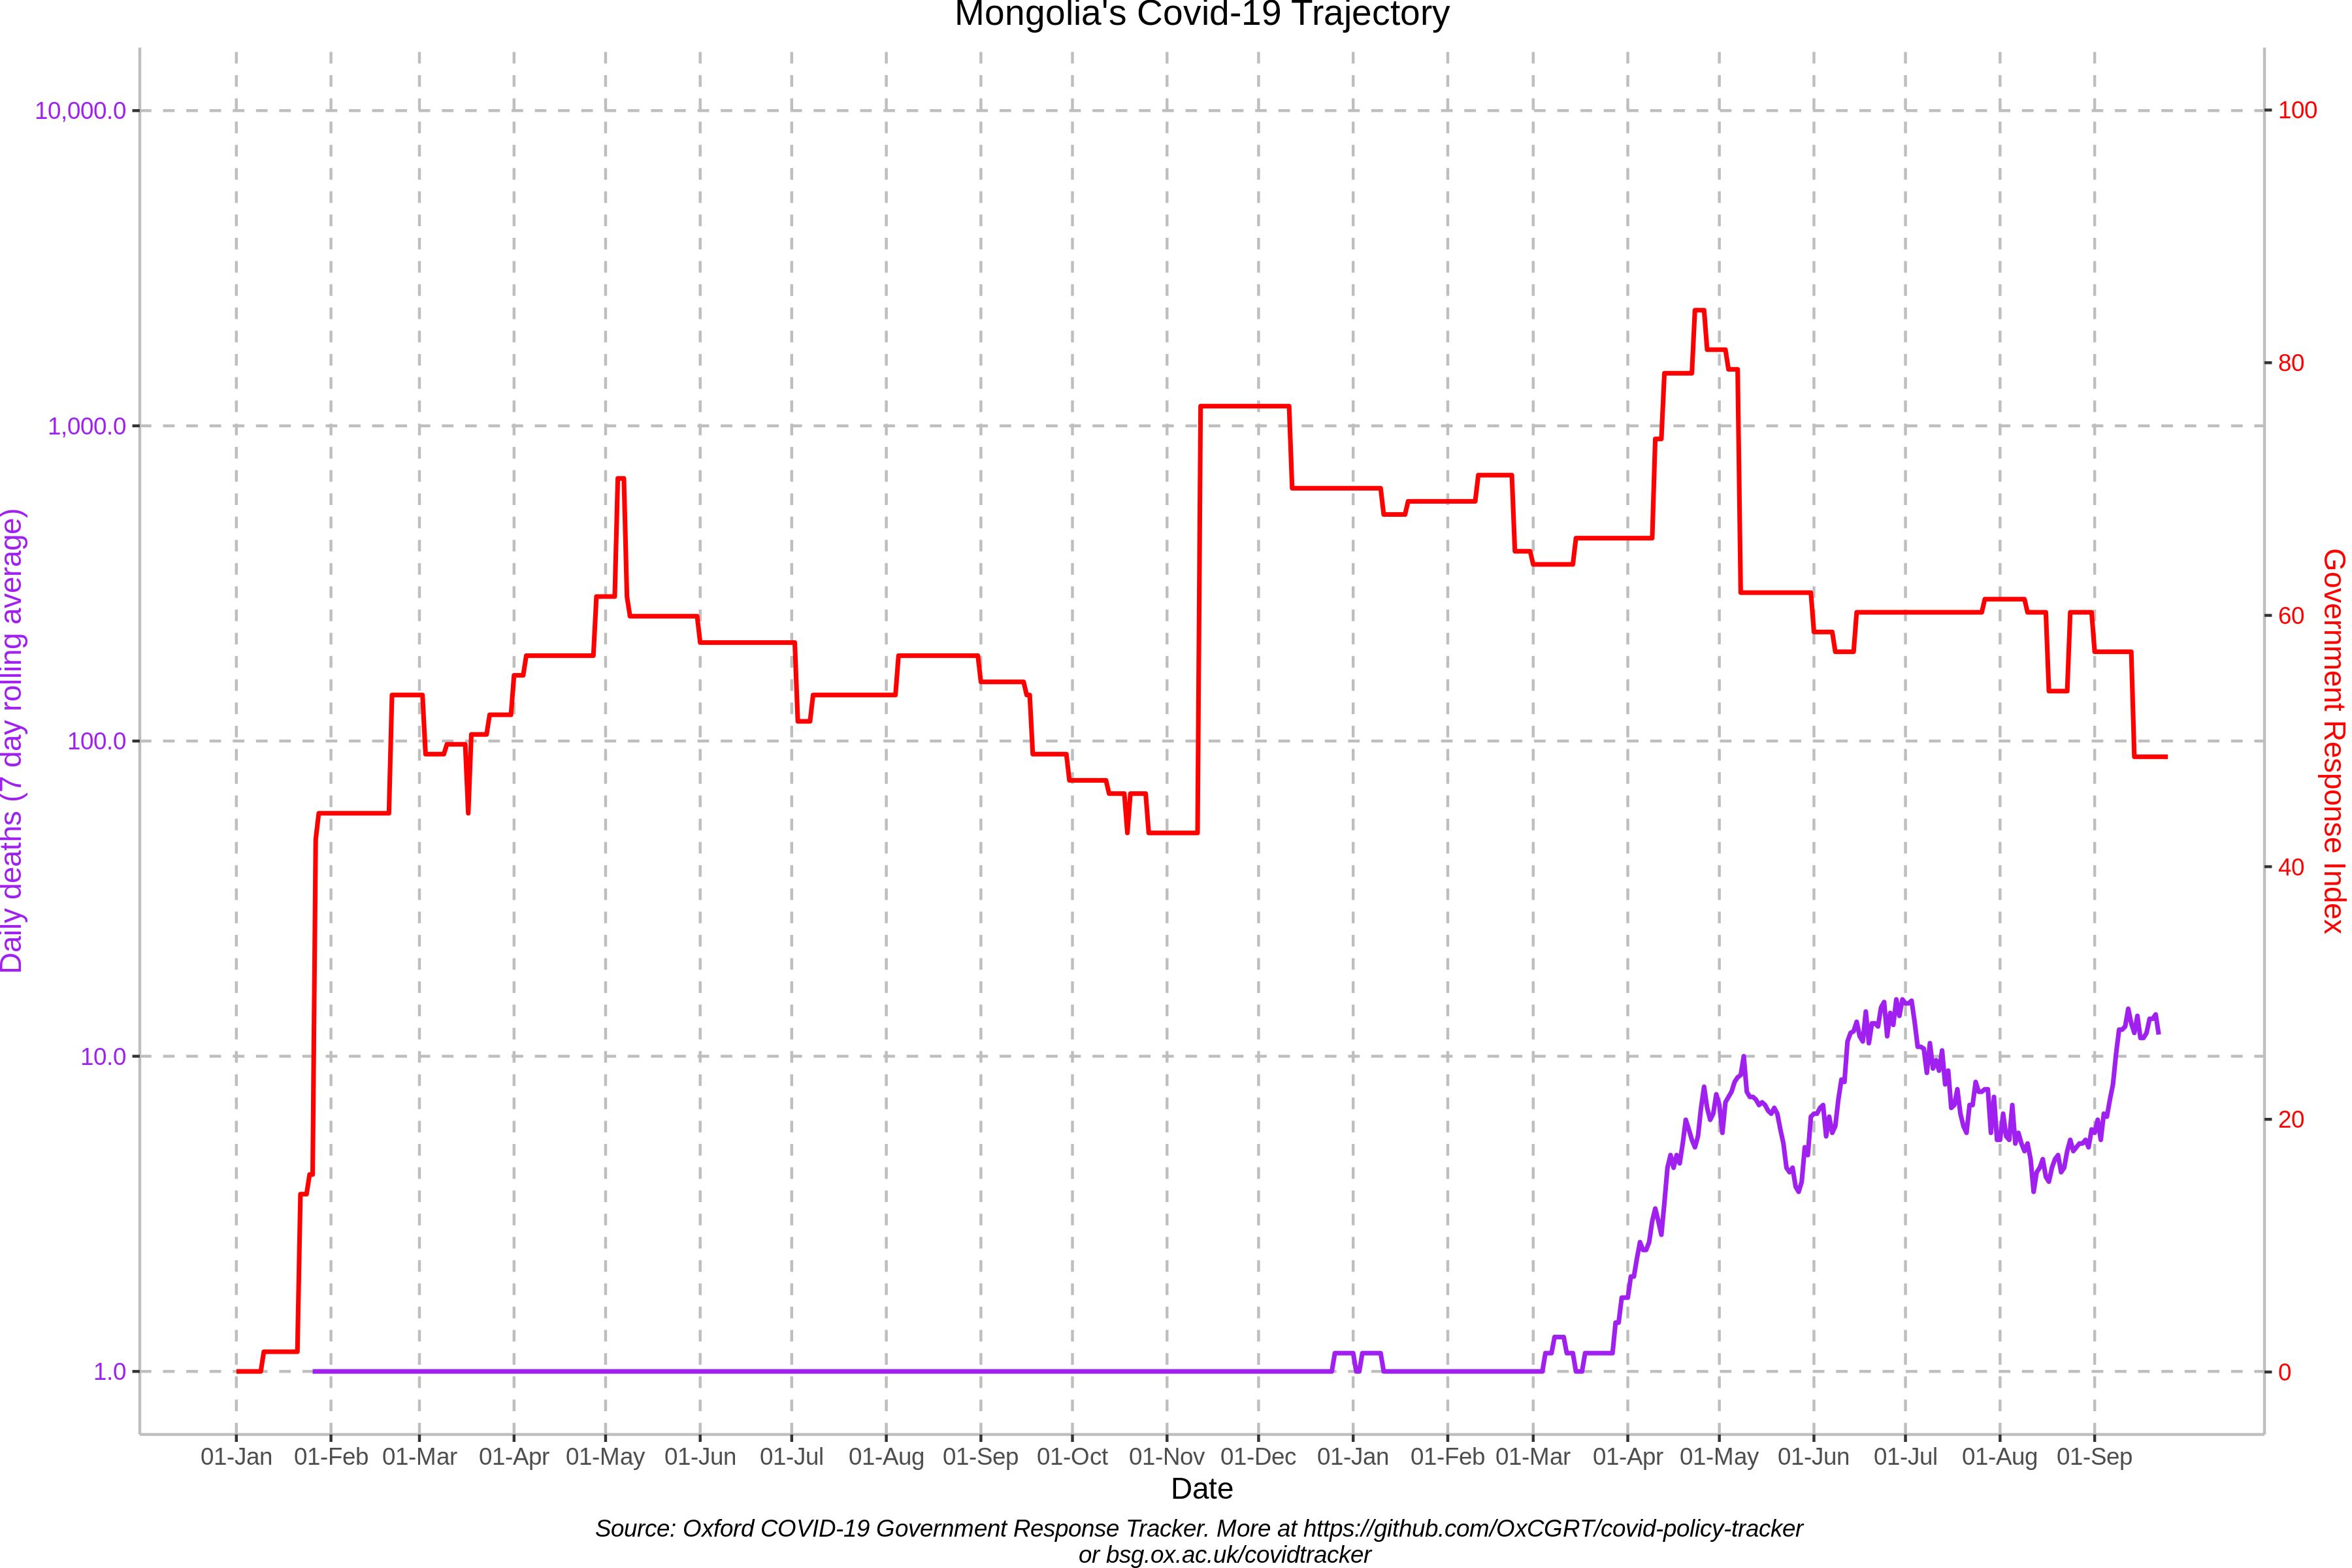 Mongolia's Covid-19 Trajectory
10,000.0
1,000.0
100.0
10.0
1.0
Daily deaths (7 day rolling average)
100
80
60
40
20
0
Government Response Index
01-Jan 01-Feb 01-Mar 01-Apr 01-May 01-Jun 01-Jul 01-Aug 01-Sep 01-Oct 01-Nov 01-Dec 01-Jan 01-Feb 01-Mar 01-Apr 01-May 01-Jun 01-Jul 01-Aug 01-Sep
Date
Source: Oxford COVID-19 Government Response Tracker. More at https://github.com/OxCGRT/covid-policy-tracker
or bsg.ox.ac.uk/covidtracker